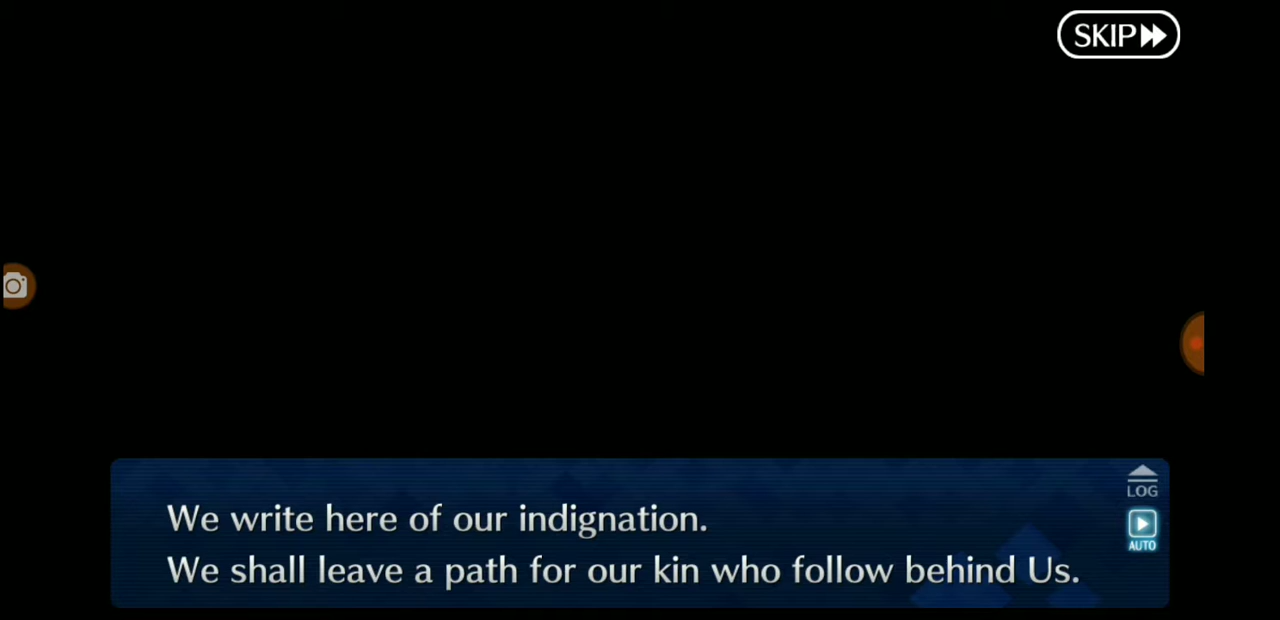 SKIP
LOG
We write here of our indignation.
AUTO
We shall leave a path for our kin who follow behind Us.